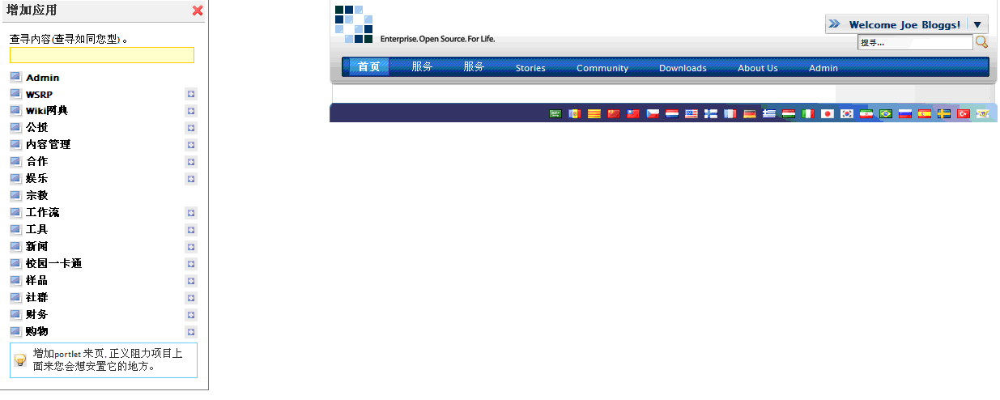 增加应用
查寻内容(查寻如同您型) 。
Admin
WSRP
Wiki网典
公投
内容管理
合作
娱乐
宗教
工作流
工具
新闻
校园一卡通
样品
社群
财务
购物
增加portlet 来页, 正义阻力项目上
面来您会想安置它的地方。
Enterprise. Open Source. For Life.
Welcome Joe Bloggs!
搜寻...
首页 服务 服务 Stories Community Downloads About Us Admin